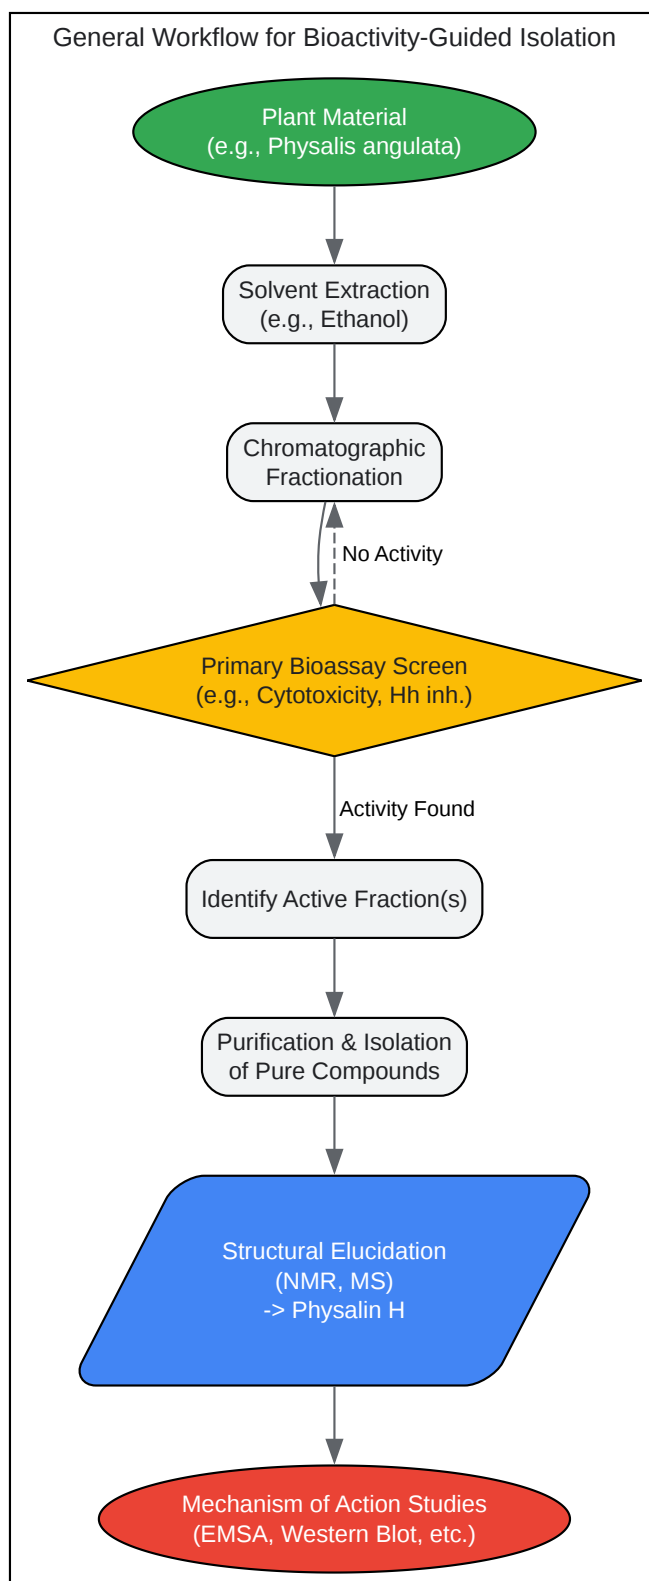 General Workflow for Bioactivity-Guided Isolation
Plant Material
(e.g., Physalis angulata)
Solvent Extraction
(e.g., Ethanol)
Chromatographic
Fractionation
No Activity
Primary Bioassay Screen
(e.g., Cytotoxicity, Hh inh.)
Activity Found
Identify Active Fraction(s)
Purification & Isolation
of Pure Compounds
Structural Elucidation
(NMR, MS)
-> Physalin H
Mechanism of Action Studies
(EMSA, Western Blot, etc.)